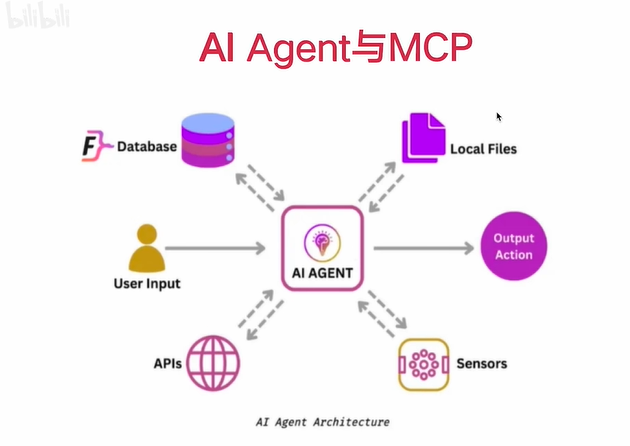 bilibili
AI Agent与MCP
F
Database
Local Files
User Input
AI AGENT
Output
Action
APIs
Sensors
AI Agent Architecture